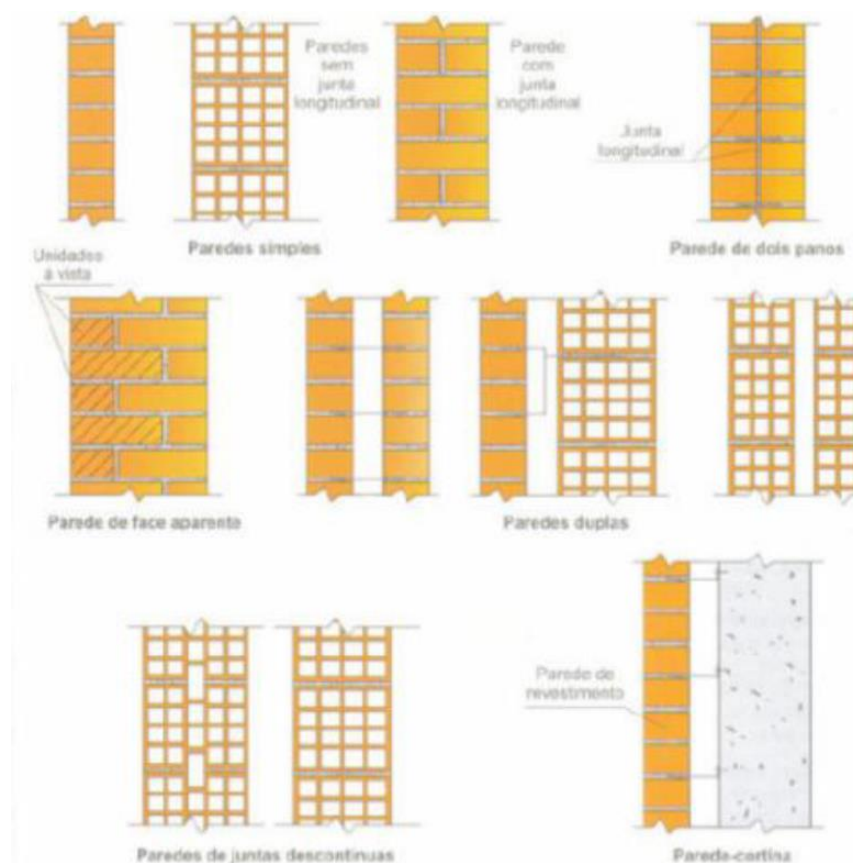 Paredes
sem
junta
longitudinal
Parede
com
junta
longitudinal
Junta
longitudinal
Paredes simples
Parede de dois panos
Unidades
à vista
Parede de face aparente
Paredes duplas
Parede de
revestimento
Paredes de juntas descontinuas
Parede-cortina